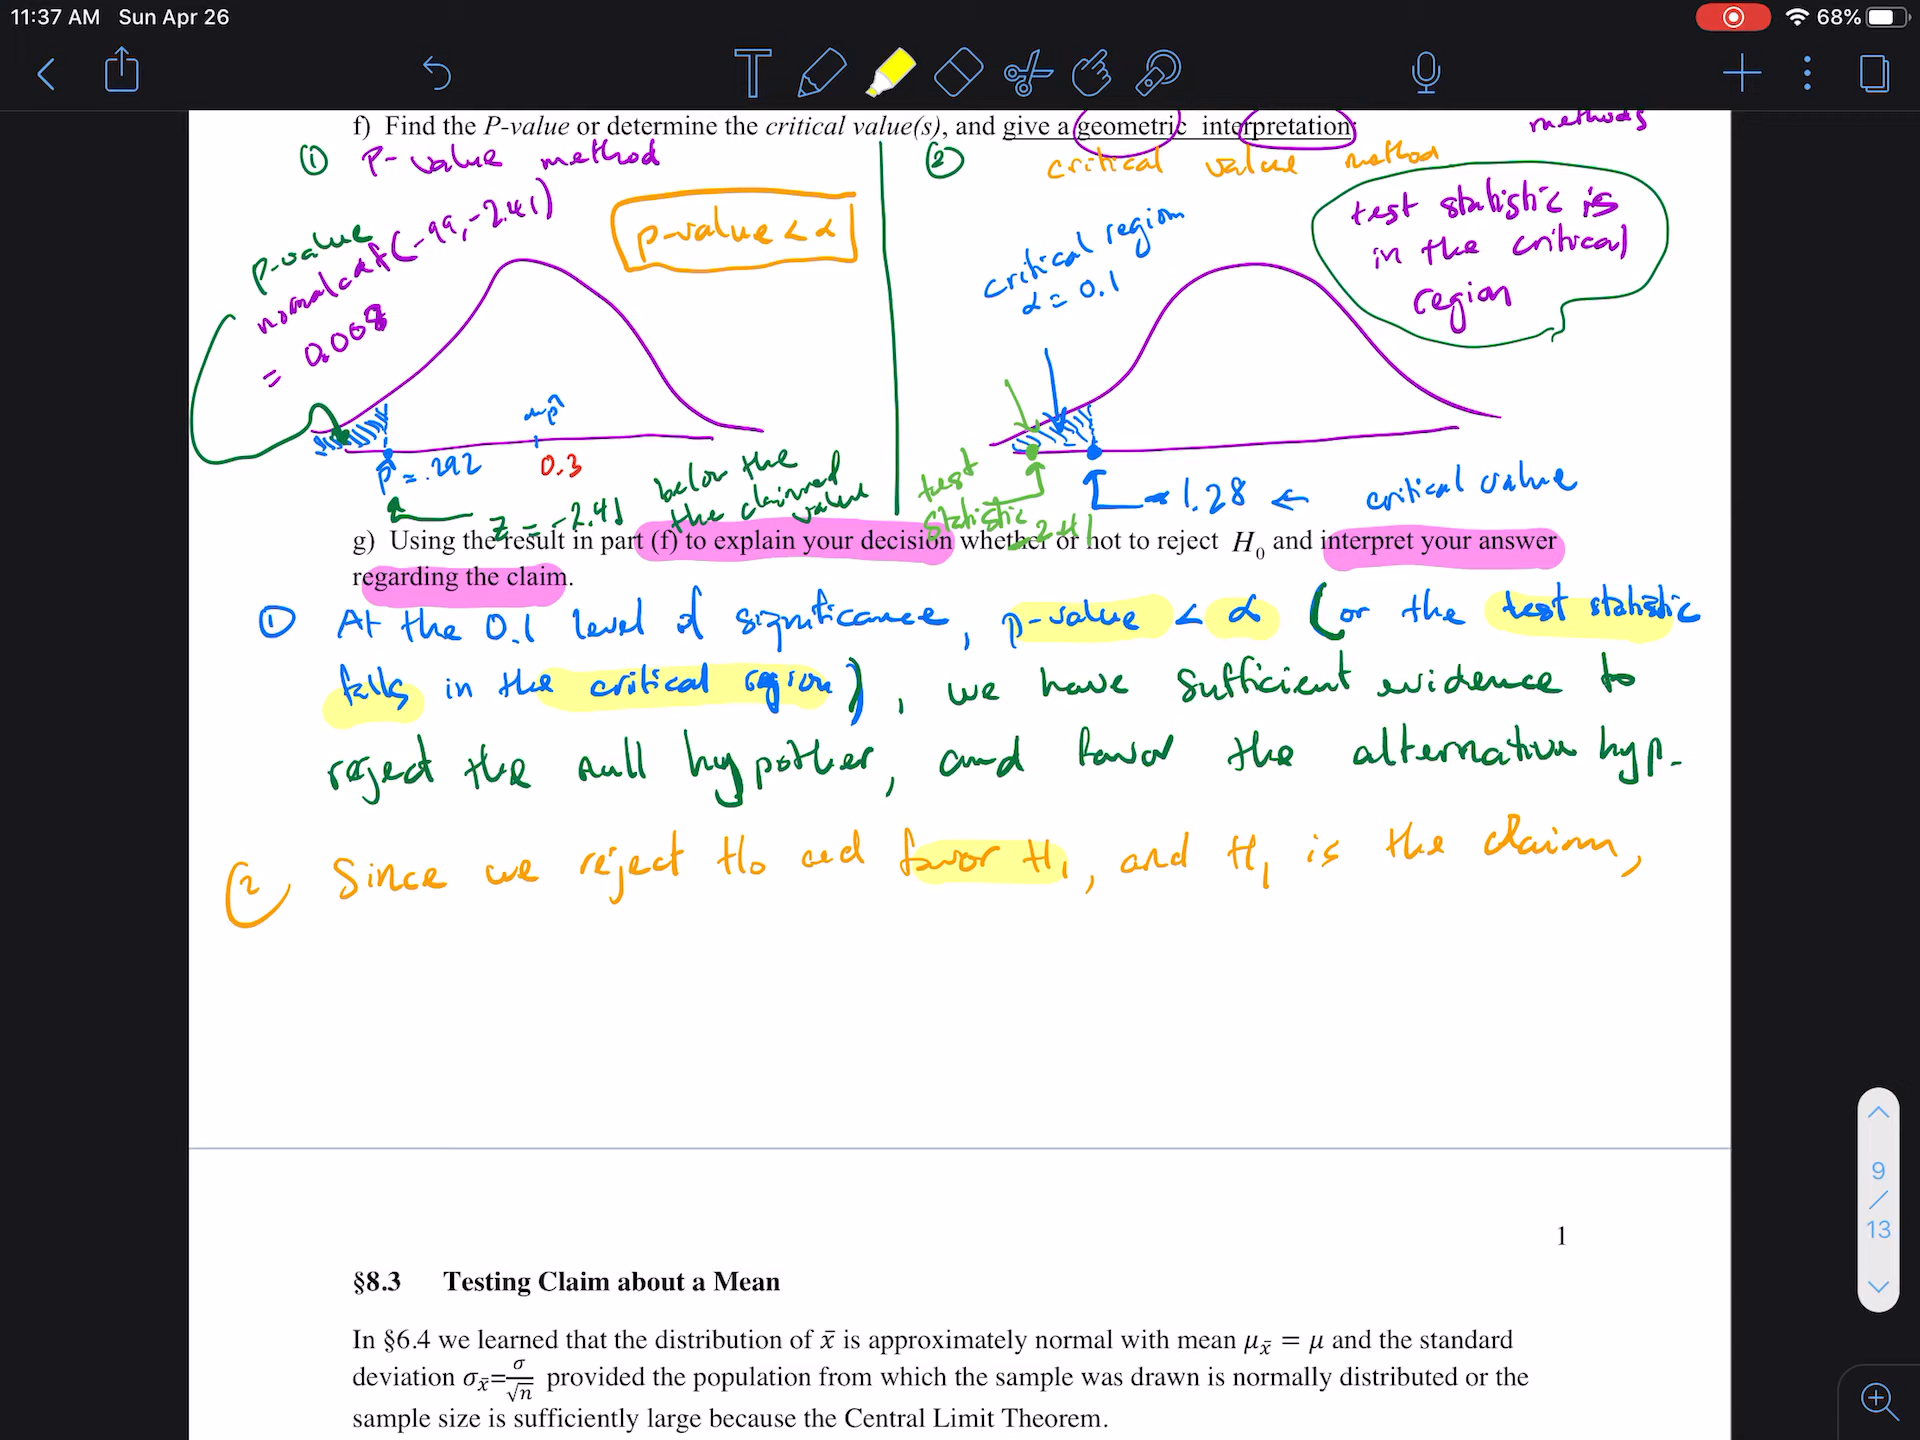 11:37 AM Sun Apr 26
68%
f) Find the P-value or determine the critical value(s), and give a geometric interpretation.
methods
① P-value method
p-value
normalcdf(-99,-2.41)
= 0.008
p-value < α
p̂ = .292
μp̂
0.3
z = -2.41
below the
the claimed
value
② critical value method
critical region
α = 0.1
test statistic is
in the critical
region
test
statistic
-2.41
-1.28 ← critical value
g) Using the result in part (f) to explain your decision whether or not to reject H₀ and interpret your answer
regarding the claim.
① At the 0.1 level of significance, p-value < α (or the test statistic
falls in the critical region), we have sufficient evidence to
reject the null hypother, and favor the alternative hyp.
② Since we reject H₀ and favor H₁, and H₁ is the claim,
1
§8.3 Testing Claim about a Mean
In §6.4 we learned that the distribution of x̄ is approximately normal with mean μx̄ = μ and the standard
deviation σx̄=σ/√n provided the population from which the sample was drawn is normally distributed or the
sample size is sufficiently large because the Central Limit Theorem.
9
/
13